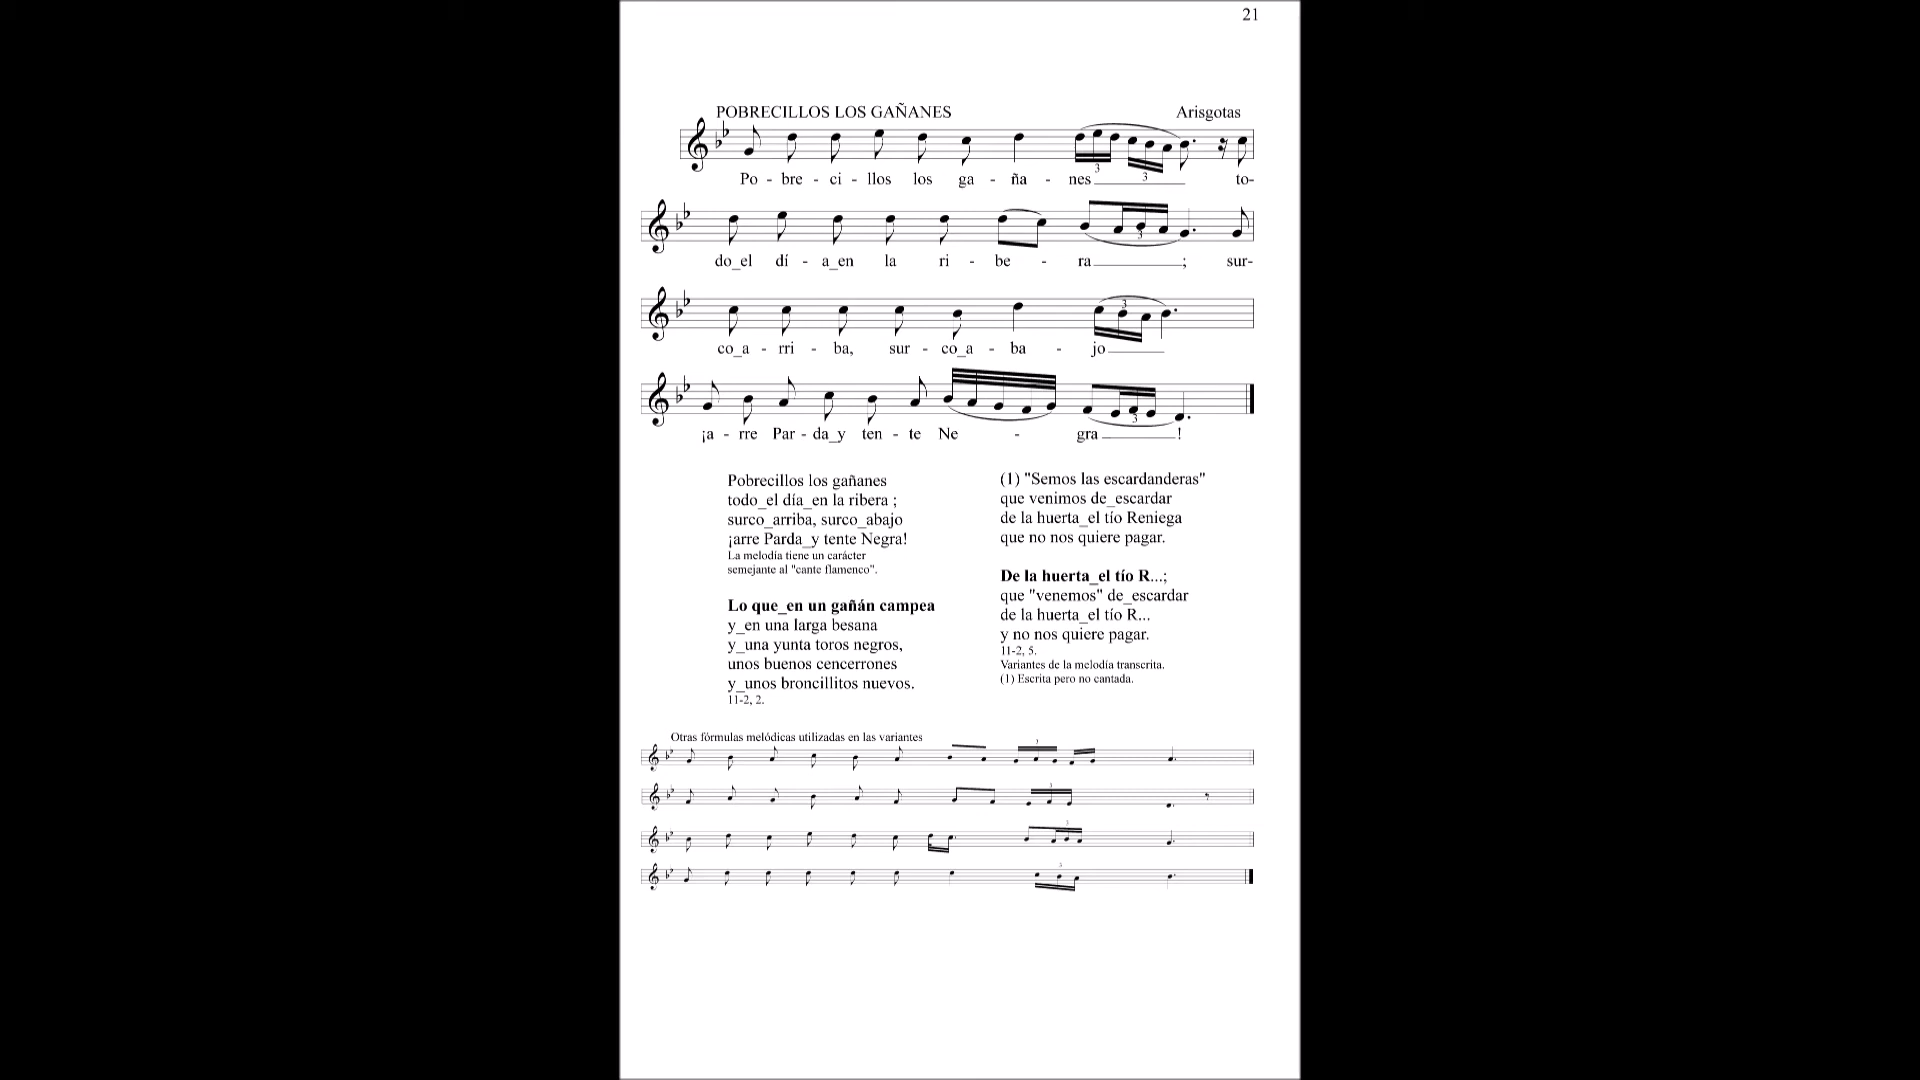 21
POBRECILLOS LOS GAÑANES Arisgotas
Po - bre - ci - llos los ga - ña - nes to-
do_el dí - a_en la ri - be - ra ; sur-
co_a - rri - ba, sur - co_a - ba - jo
¡a - rre Par - da_y ten - te Ne - gra !
Pobrecillos los gañanes
todo_el día_en la ribera ;
surco_arriba, surco_abajo
¡arre Parda_y tente Negra!
La melodía tiene un carácter
semejante al "cante flamenco".
Lo que_en un gañán campea
y_en una larga besana
y_una yunta toros negros,
unos buenos cencerrones
y_unos broncillitos nuevos.
11-2, 2.
(1) "Semos las escardanderas"
que venimos de_escardar
de la huerta_el tío Reniega
que no nos quiere pagar.
De la huerta_el tío R...;
que "venemos" de_escardar
de la huerta_el tío R...
y no nos quiere pagar.
11-2, 5.
Variantes de la melodía transcrita.
(1) Escrita pero no cantada.
Otras fórmulas melódicas utilizadas en las variantes